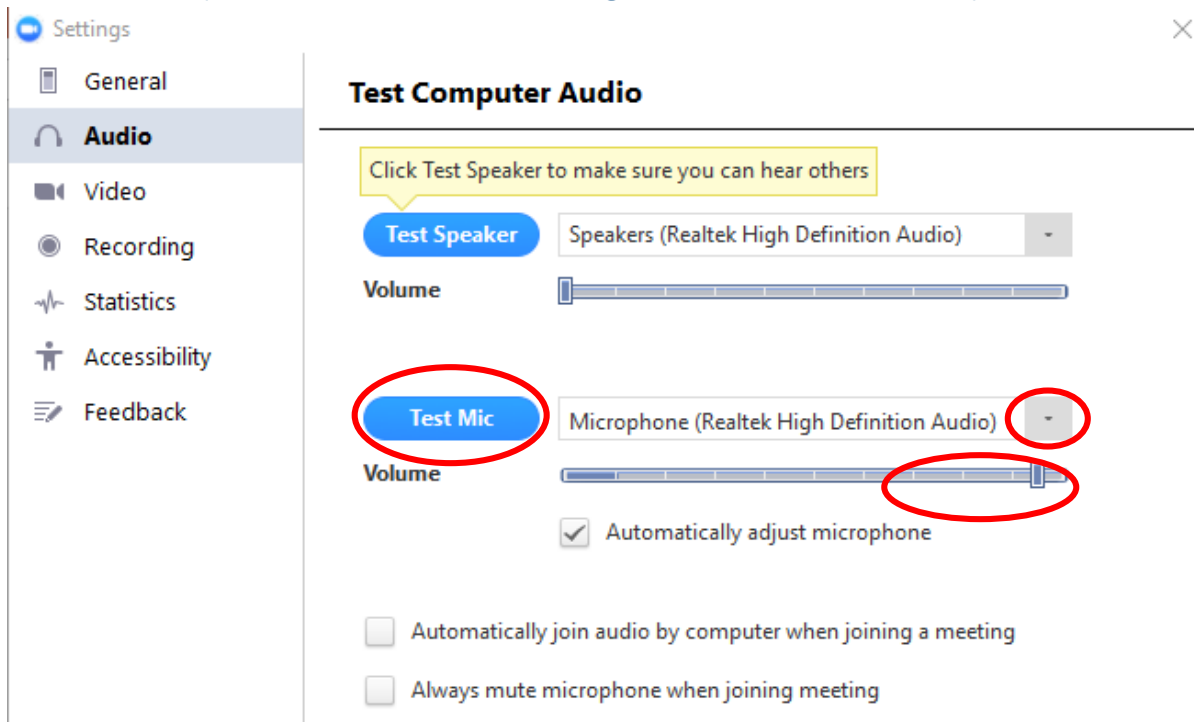 Settings
General
Audio
Video
Recording
Statistics
Accessibility
Feedback
Test Computer Audio
Click Test Speaker to make sure you can hear others
Test Speaker
Speakers (Realtek High Definition Audio)
Volume
Test Mic
Microphone (Realtek High Definition Audio)
Volume
Automatically adjust microphone
Automatically join audio by computer when joining a meeting
Always mute microphone when joining meeting